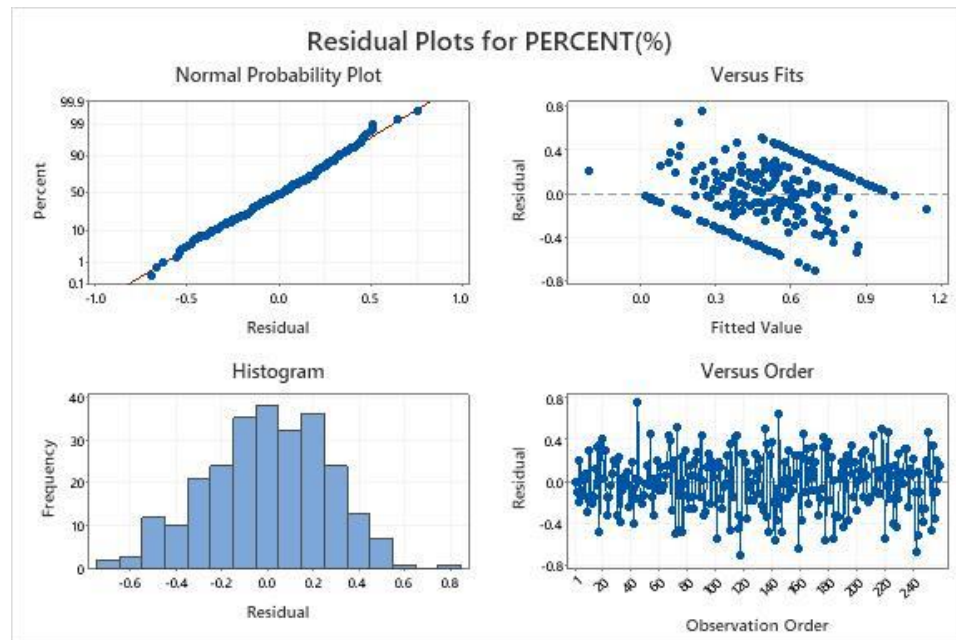 Residual Plots for PERCENT(%)
Normal Probability Plot
99.9
99
90
50
10
1
0.1
Percent
-1.0 -0.5 0.0 0.5 1.0
Residual
Versus Fits
0.8
0.4
0.0
-0.4
-0.8
Residual
0.0 0.3 0.6 0.9 1.2
Fitted Value
Histogram
40
30
20
10
0
Frequency
-0.6 -0.4 -0.2 0.0 0.2 0.4 0.6 0.8
Residual
Versus Order
0.8
0.4
0.0
-0.4
-0.8
Residual
1 20 40 60 80 100 120 140 160 180 200 220 240
Observation Order